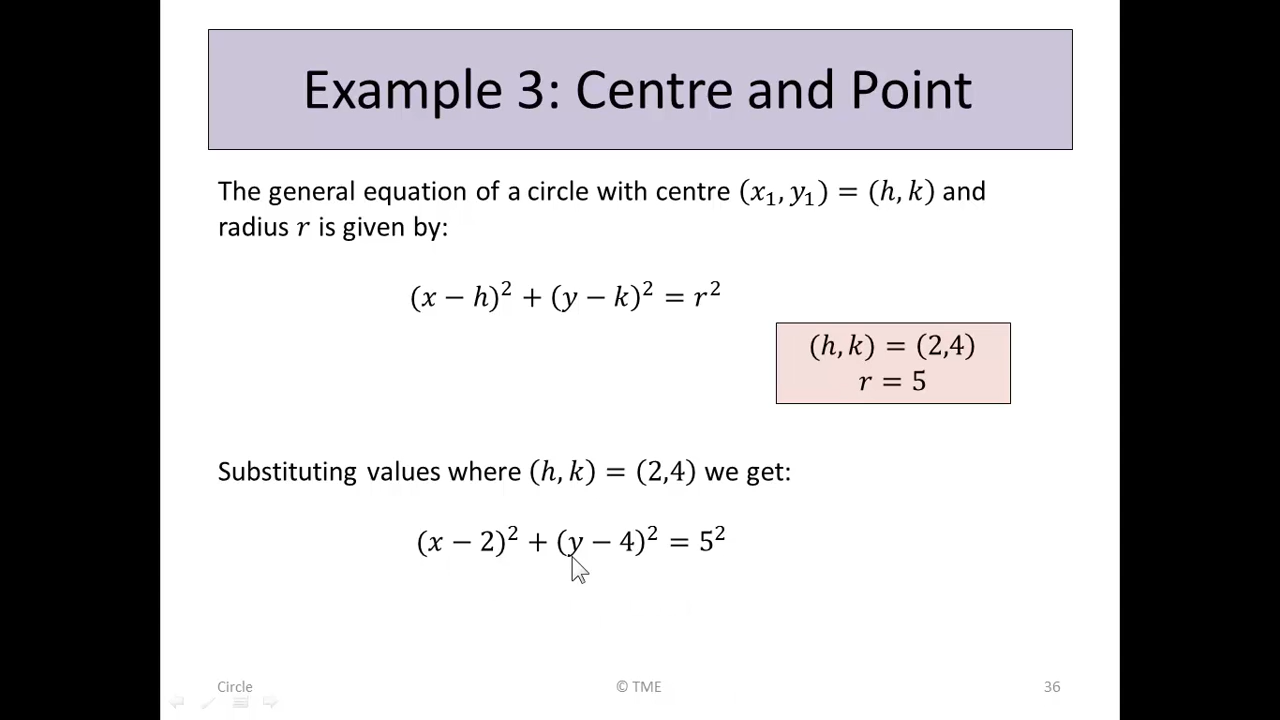 Example 3: Centre and Point
The general equation of a circle with centre (x₁, y₁) = (h, k) and
radius r is given by:
(x − h)² + (y − k)² = r²
(h, k) = (2,4)
r = 5
Substituting values where (h, k) = (2,4) we get:
(x − 2)² + (y − 4)² = 5²
Circle
© TME
36